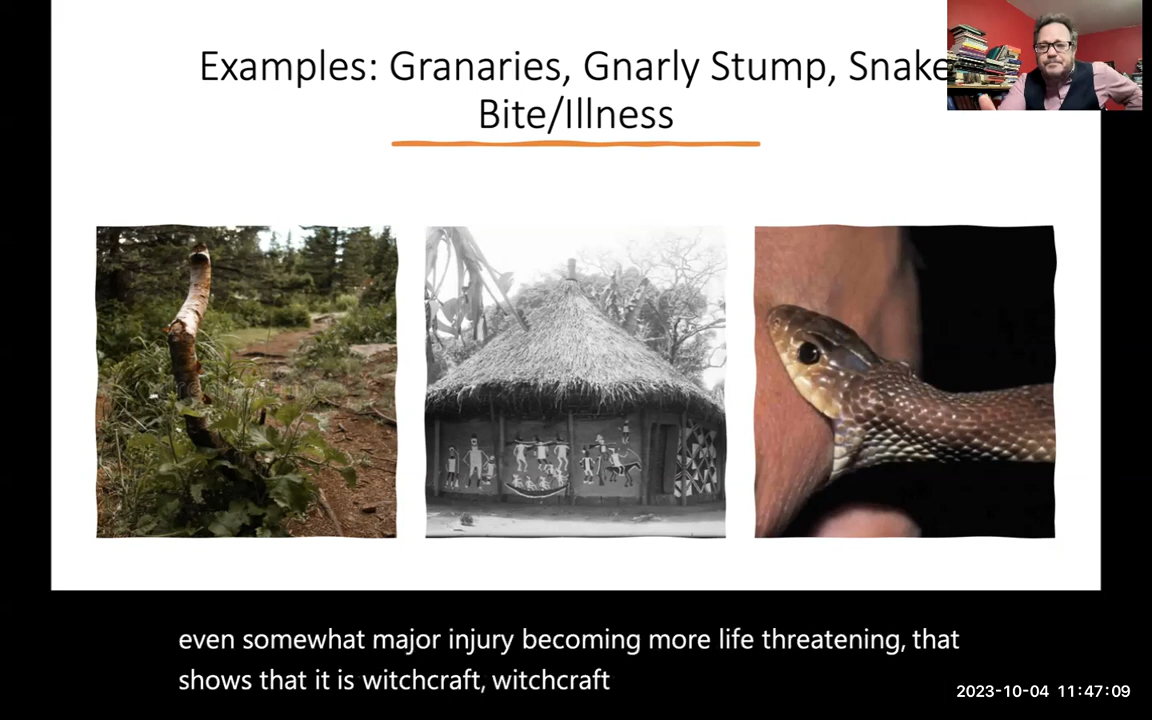 Examples: Granaries, Gnarly Stump, Snake
Bite/Illness
even somewhat major injury becoming more life threatening, that
shows that it is witchcraft, witchcraft
2023-10-04 11:47:09